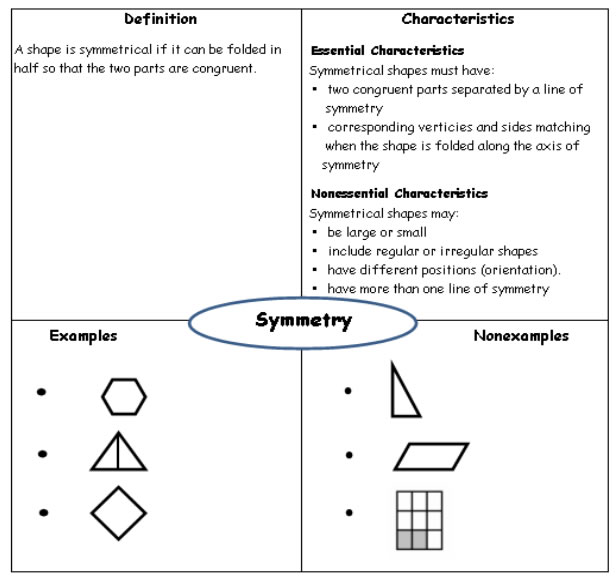 Definition
A shape is symmetrical if it can be folded in
half so that the two parts are congruent.
Characteristics
Essential Characteristics
Symmetrical shapes must have:
▪ two congruent parts separated by a line of
symmetry
▪ corresponding verticies and sides matching
when the shape is folded along the axis of
symmetry
Nonessential Characteristics
Symmetrical shapes may:
▪ be large or small
▪ include regular or irregular shapes
▪ have different positions (orientation).
▪ have more than one line of symmetry
Symmetry
Examples
Nonexamples